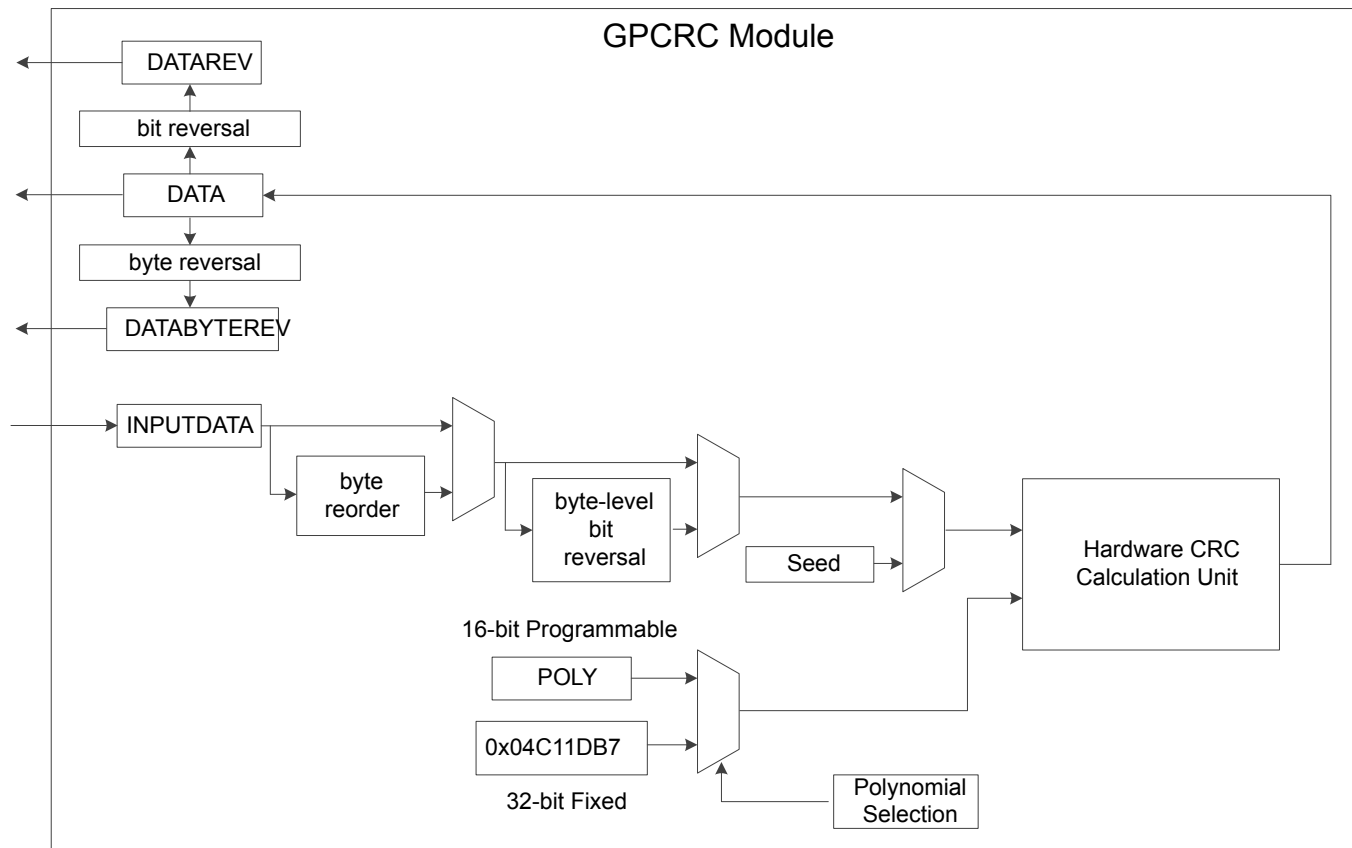 GPCRC Module
DATAREV
bit reversal
DATA
byte reversal
DATABYTEREV
INPUTDATA
byte
reorder
byte-level
bit
reversal
Seed
Hardware CRC
Calculation Unit
16-bit Programmable
POLY
0x04C11DB7
32-bit Fixed
Polynomial
Selection